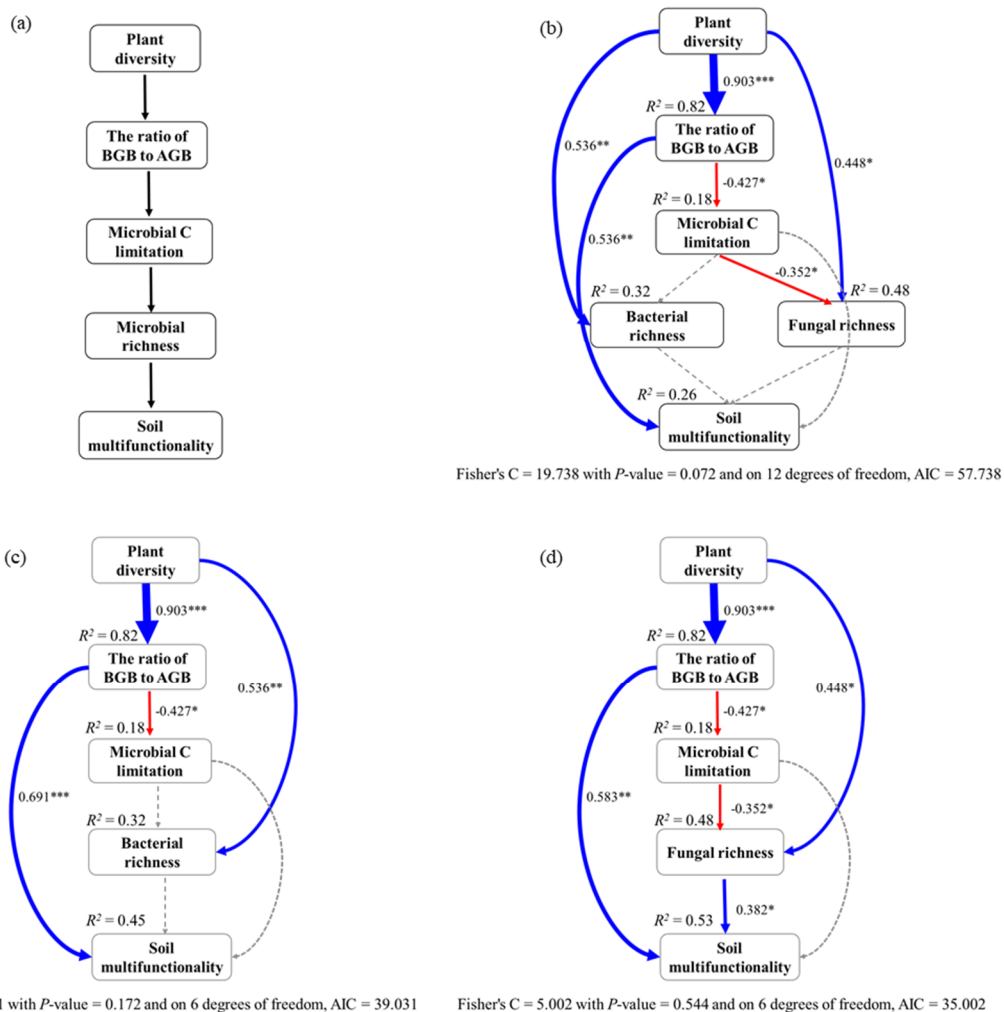 (a)
Plant
diversity
The ratio of
BGB to AGB
Microbial C
limitation
Microbial
richness
Soil
multifunctionality
(b)
Plant
diversity
0.903***
R² = 0.82
The ratio of
BGB to AGB
0.536**
0.448*
-0.427*
R² = 0.18
Microbial C
limitation
0.536**
-0.352*
R² = 0.32
R² = 0.48
Bacterial
richness
Fungal richness
R² = 0.26
Soil
multifunctionality
Fisher's C = 19.738 with P-value = 0.072 and on 12 degrees of freedom, AIC = 57.738
(c)
Plant
diversity
0.903***
R² = 0.82
The ratio of
BGB to AGB
0.536**
-0.427*
R² = 0.18
Microbial C
limitation
0.691***
R² = 0.32
Bacterial
richness
R² = 0.45
Soil
multifunctionality
1 with P-value = 0.172 and on 6 degrees of freedom, AIC = 39.031
(d)
Plant
diversity
0.903***
R² = 0.82
The ratio of
BGB to AGB
0.448*
-0.427*
R² = 0.18
Microbial C
limitation
0.583**
-0.352*
R² = 0.48
Fungal richness
0.382*
R² = 0.53
Soil
multifunctionality
Fisher's C = 5.002 with P-value = 0.544 and on 6 degrees of freedom, AIC = 35.002